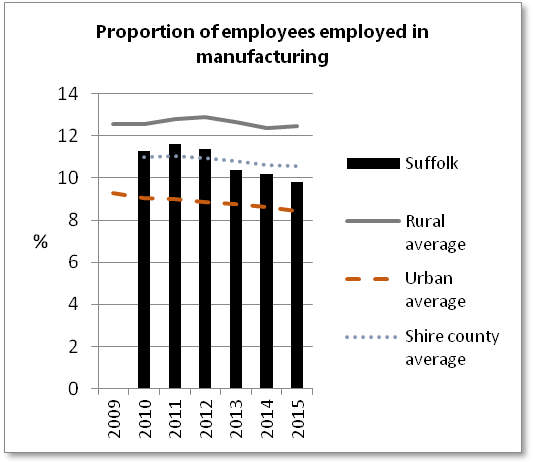 Proportion of employees employed in
manufacturing
14
12
10
8
6
4
2
0
%
2009
2010
2011
2012
2013
2014
2015
Suffolk
Rural
average
Urban
average
Shire county
average